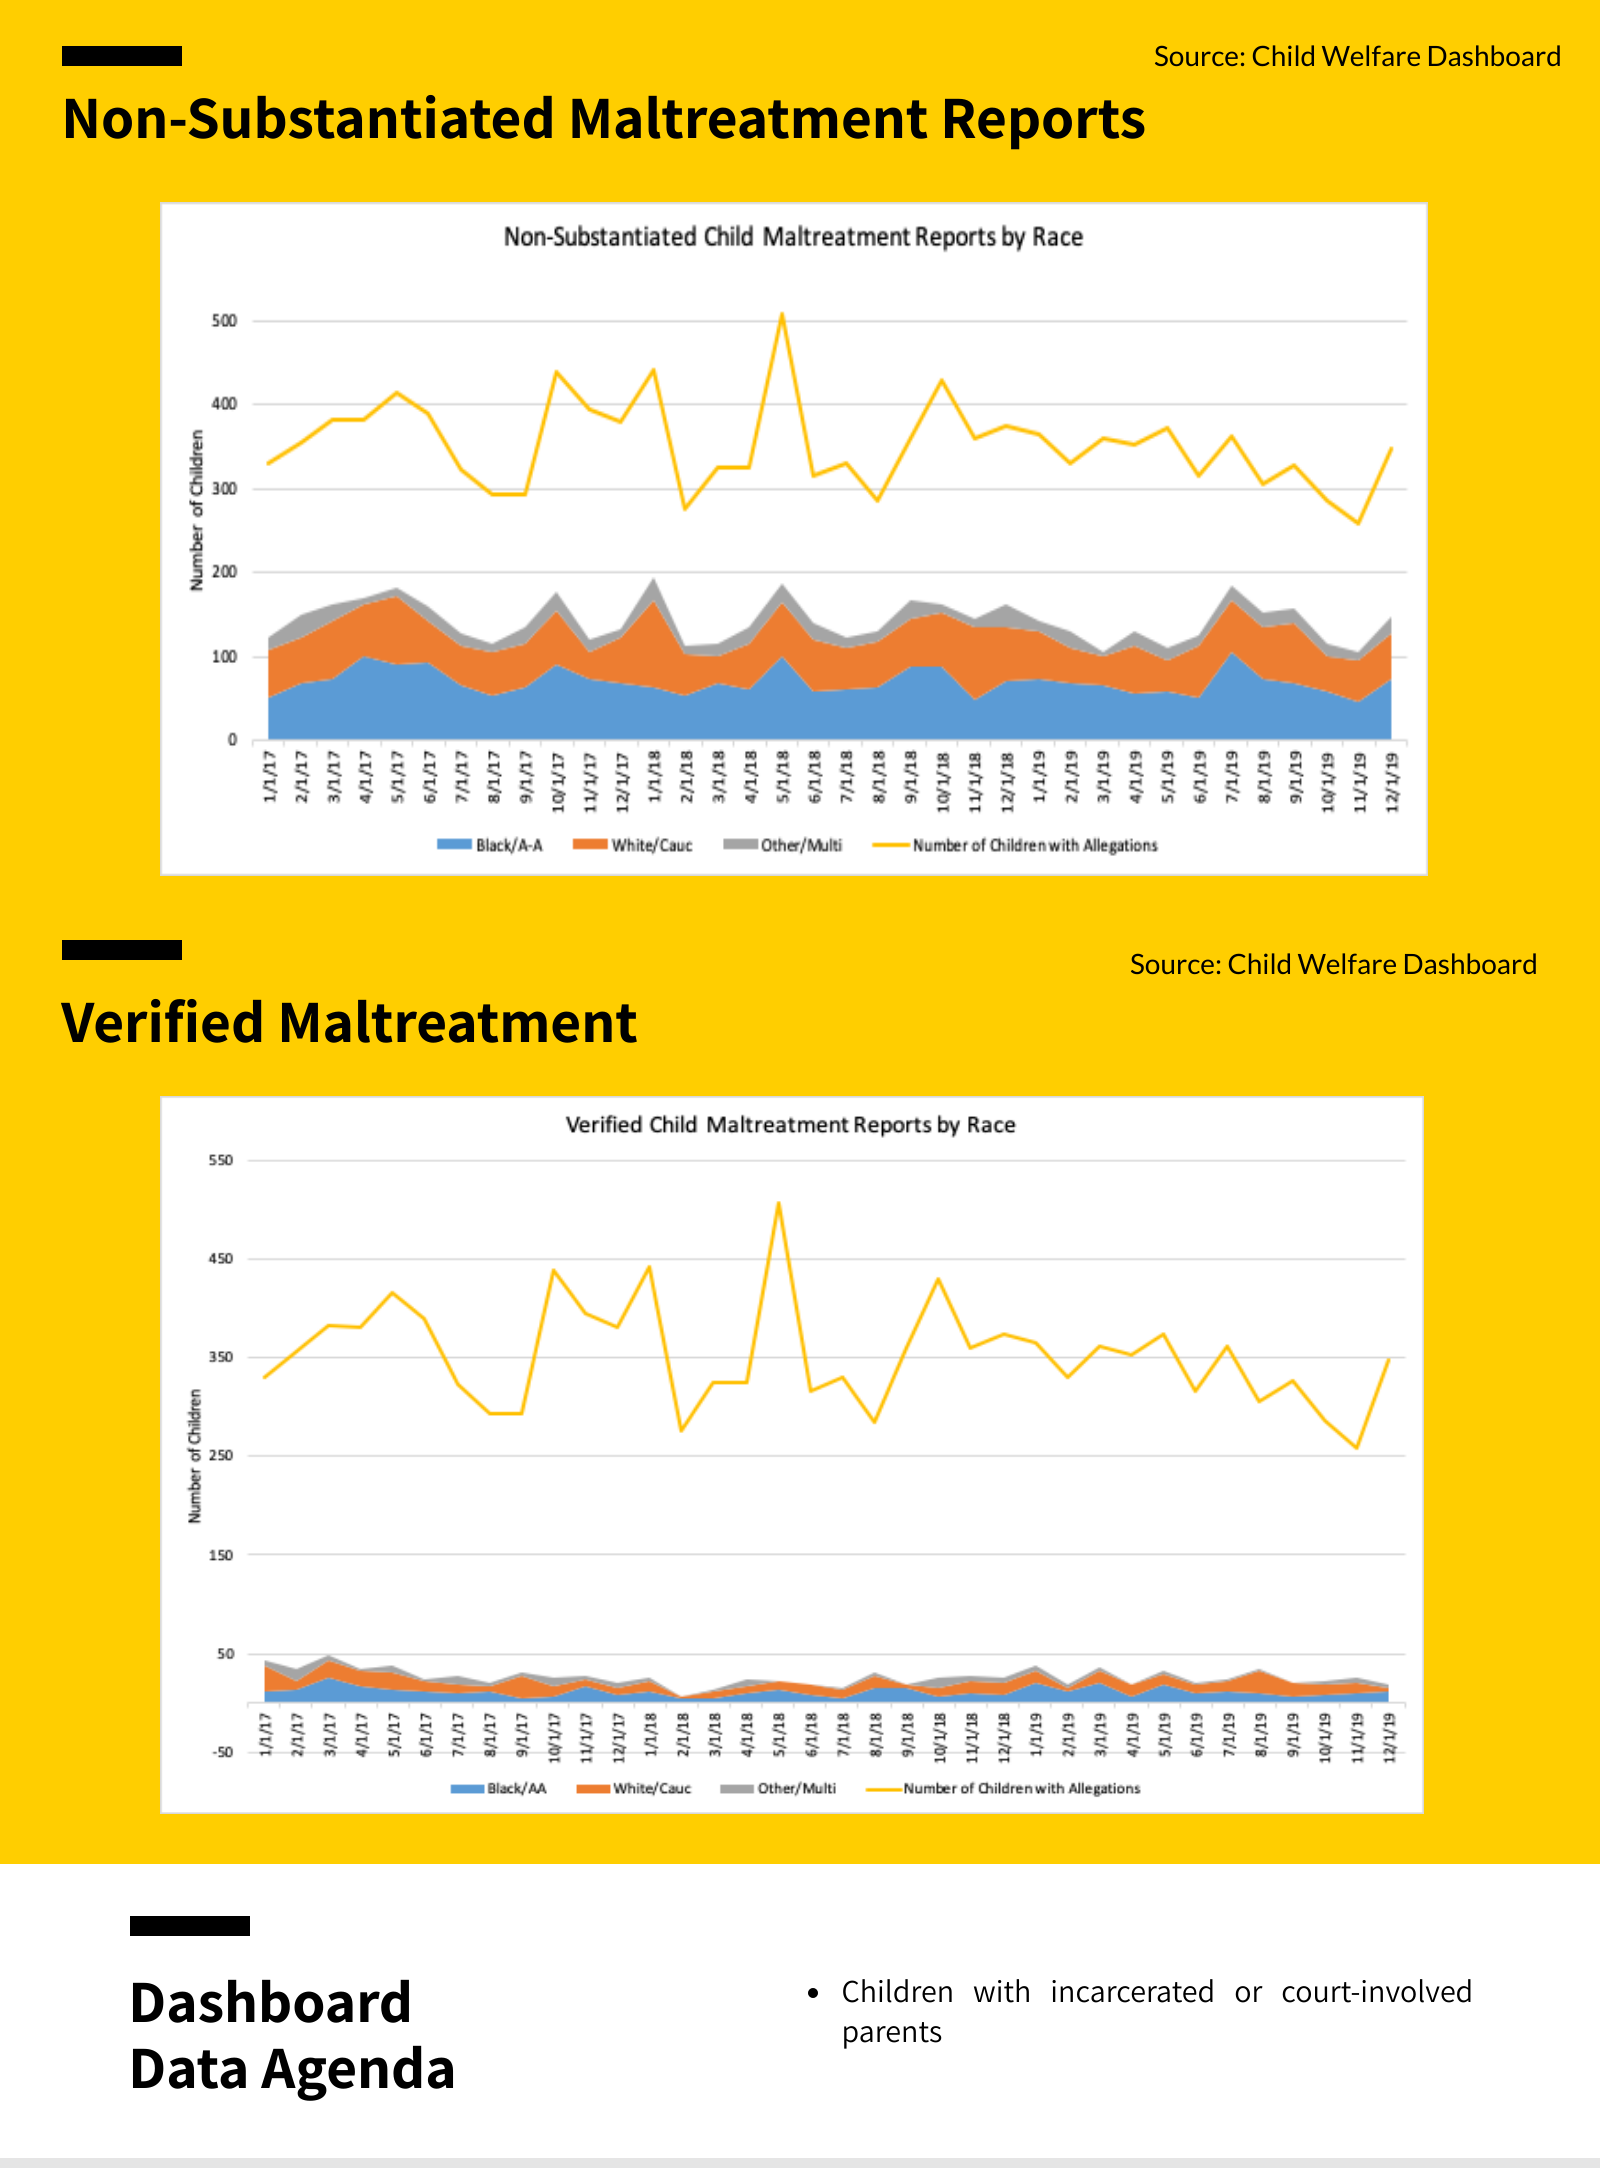 Source: Child Welfare Dashboard
Non-Substantiated Maltreatment Reports
Non-Substantiated Child Maltreatment Reports by Race
500
400
300
200
100
0
Number of Children
1/1/17 2/1/17 3/1/17 4/1/17 5/1/17 6/1/17 7/1/17 8/1/17 9/1/17 10/1/17 11/1/17 12/1/17 1/1/18 2/1/18 3/1/18 4/1/18 5/1/18 6/1/18 7/1/18 8/1/18 9/1/18 10/1/18 11/1/18 12/1/18 1/1/19 2/1/19 3/1/19 4/1/19 5/1/19 6/1/19 7/1/19 8/1/19 9/1/19 10/1/19 11/1/19 12/1/19
Black/A-A White/Cauc Other/Multi Number of Children with Allegations
Source: Child Welfare Dashboard
Verified Maltreatment
Verified Child Maltreatment Reports by Race
550
450
350
250
150
50
-50
Number of Children
1/1/17 2/1/17 3/1/17 4/1/17 5/1/17 6/1/17 7/1/17 8/1/17 9/1/17 10/1/17 11/1/17 12/1/17 1/1/18 2/1/18 3/1/18 4/1/18 5/1/18 6/1/18 7/1/18 8/1/18 9/1/18 10/1/18 11/1/18 12/1/18 1/1/19 2/1/19 3/1/19 4/1/19 5/1/19 6/1/19 7/1/19 8/1/19 9/1/19 10/1/19 11/1/19 12/1/19
Black/AA White/Cauc Other/Multi Number of Children with Allegations
Dashboard
Data Agenda
• Children with incarcerated or court-involved
parents